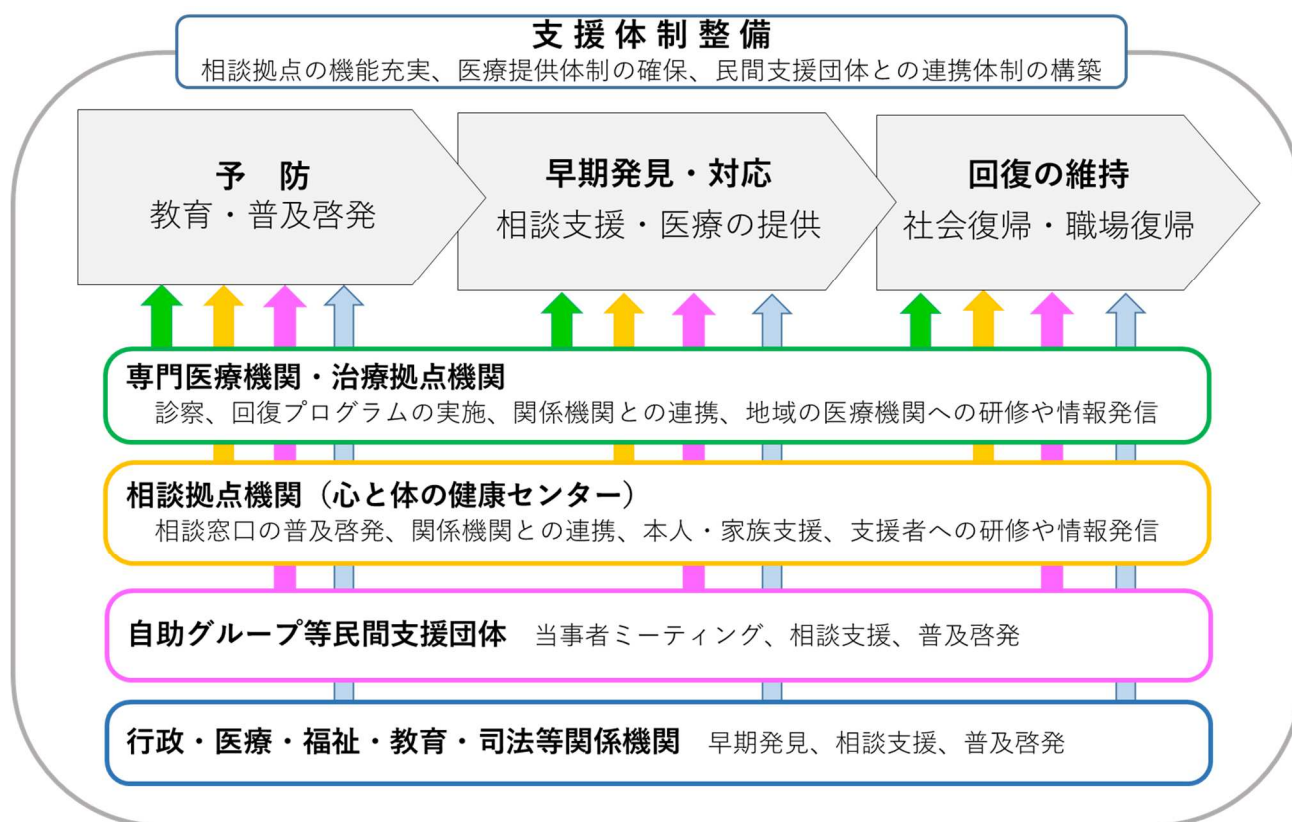 支援体制整備
相談拠点の機能充実、医療提供体制の確保、民間支援団体との連携体制の構築
予 防
教育・普及啓発
早期発見・対応
相談支援・医療の提供
回復の維持
社会復帰・職場復帰
専門医療機関・治療拠点機関
診察、回復プログラムの実施、関係機関との連携、地域の医療機関への研修や情報発信
相談拠点機関（心と体の健康センター）
相談窓口の普及啓発、関係機関との連携、本人・家族支援、支援者への研修や情報発信
自助グループ等民間支援団体 当事者ミーティング、相談支援、普及啓発
行政・医療・福祉・教育・司法等関係機関 早期発見、相談支援、普及啓発